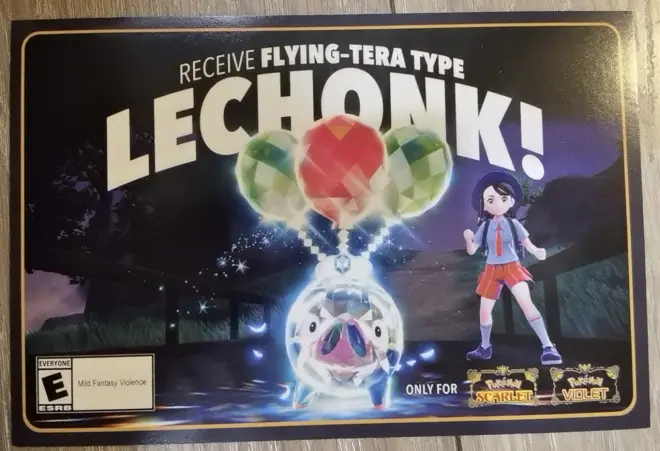 RECEIVE FLYING-TERA TYPE
LECHONK!
EVERYONE
E
ESRB
Mild Fantasy Violence
ONLY FOR
Pokémon
SCARLET
Pokémon
VIOLET